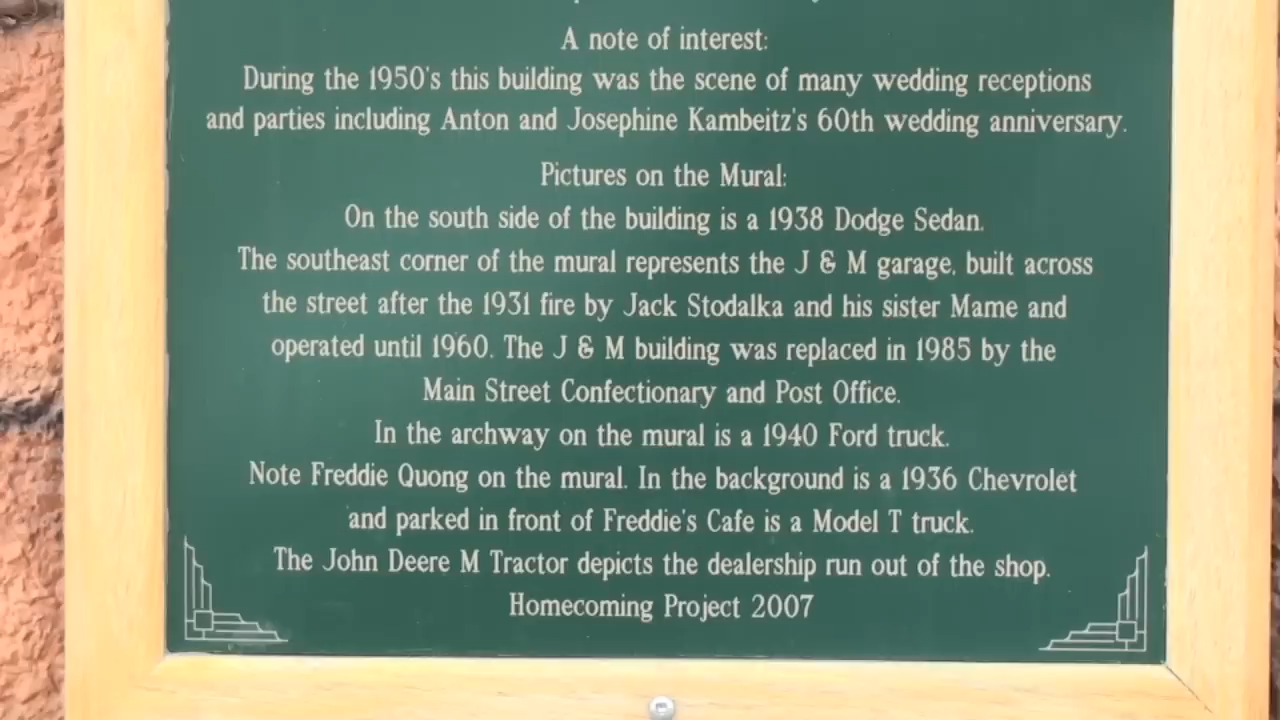 A note of interest:
During the 1950's this building was the scene of many wedding receptions
and parties including Anton and Josephine Kambeitz's 60th wedding anniversary.
Pictures on the Mural:
On the south side of the building is a 1938 Dodge Sedan.
The southeast corner of the mural represents the J & M garage, built across
the street after the 1931 fire by Jack Stodalka and his sister Mame and
operated until 1960. The J & M building was replaced in 1985 by the
Main Street Confectionary and Post Office.
In the archway on the mural is a 1940 Ford truck.
Note Freddie Quong on the mural. In the background is a 1936 Chevrolet
and parked in front of Freddie's Cafe is a Model T truck.
The John Deere M Tractor depicts the dealership run out of the shop.
Homecoming Project 2007